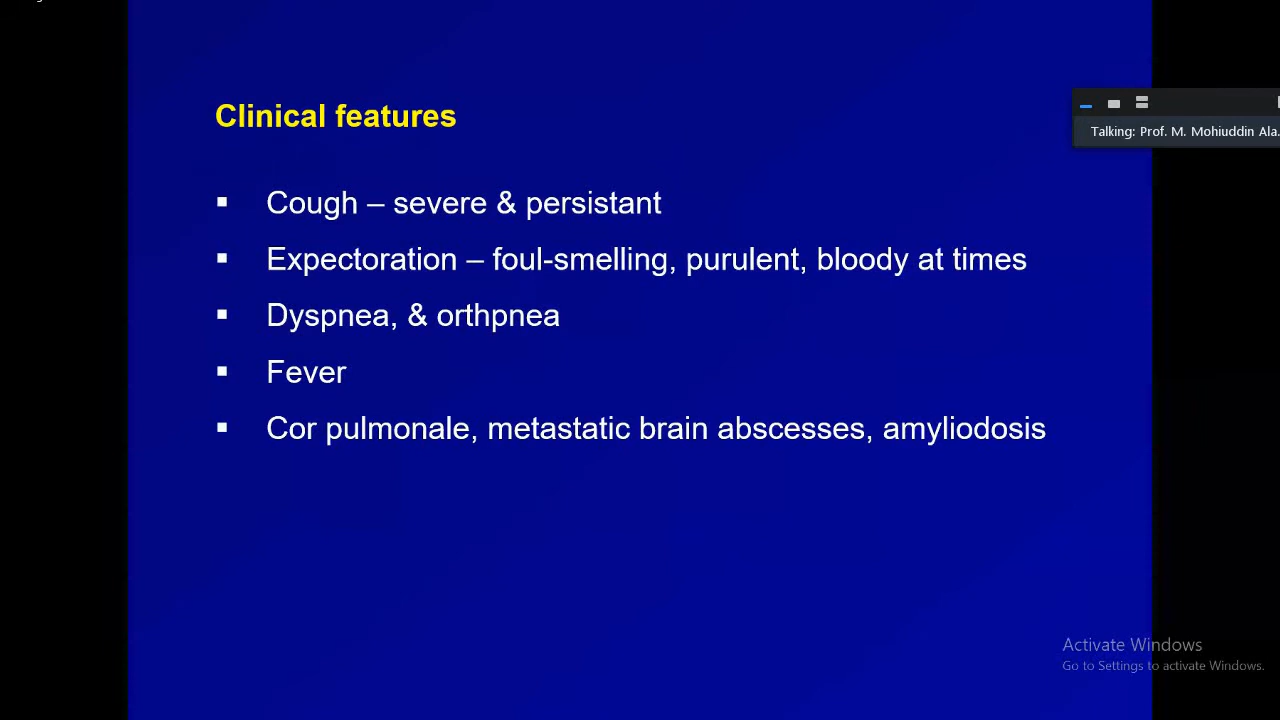 Clinical features
Talking: Prof. M. Mohiuddin Ala.
▪ Cough – severe & persistant
▪ Expectoration – foul-smelling, purulent, bloody at times
▪ Dyspnea, & orthpnea
▪ Fever
▪ Cor pulmonale, metastatic brain abscesses, amyliodosis
Activate Windows
Go to Settings to activate Windows.